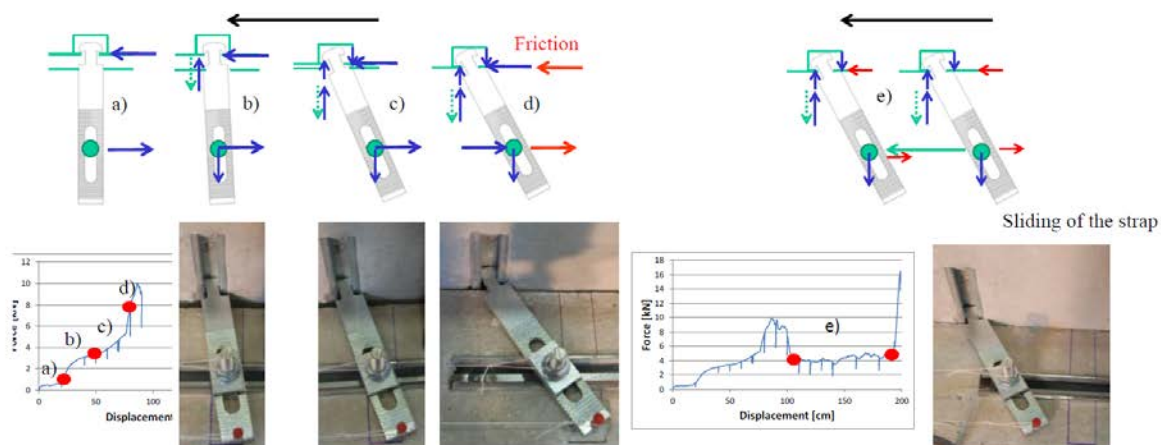 Friction
a)
b)
c)
d)
e)
Sliding of the strap
12
10
8
6
4
2
0
d)
b)
c)
a)
0
50
100
Displacement
18
16
14
12
10
8
6
4
2
0
Force [kN]
e)
0
50
100
150
200
Displacement [cm]